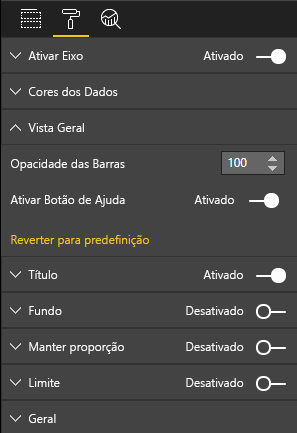 Ativar Eixo Ativado
Cores dos Dados
Vista Geral
Opacidade das Barras 100
Ativar Botão de Ajuda Ativado
Reverter para predefinição
Título Ativado
Fundo Desativado
Manter proporção Desativado
Limite Desativado
Geral